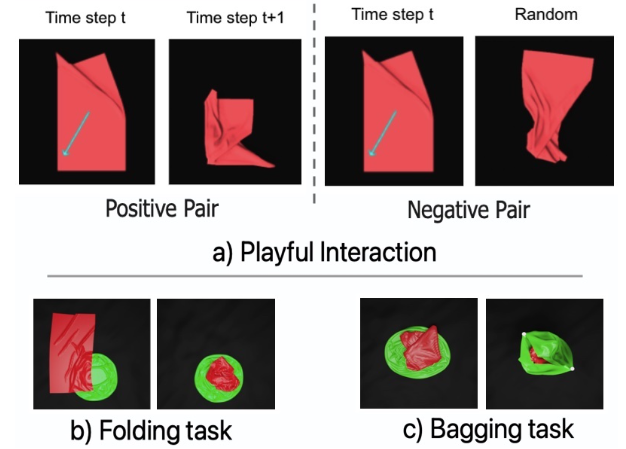 Time step t
Time step t+1
Time step t
Random
Positive Pair
Negative Pair
a) Playful Interaction
b) Folding task
c) Bagging task